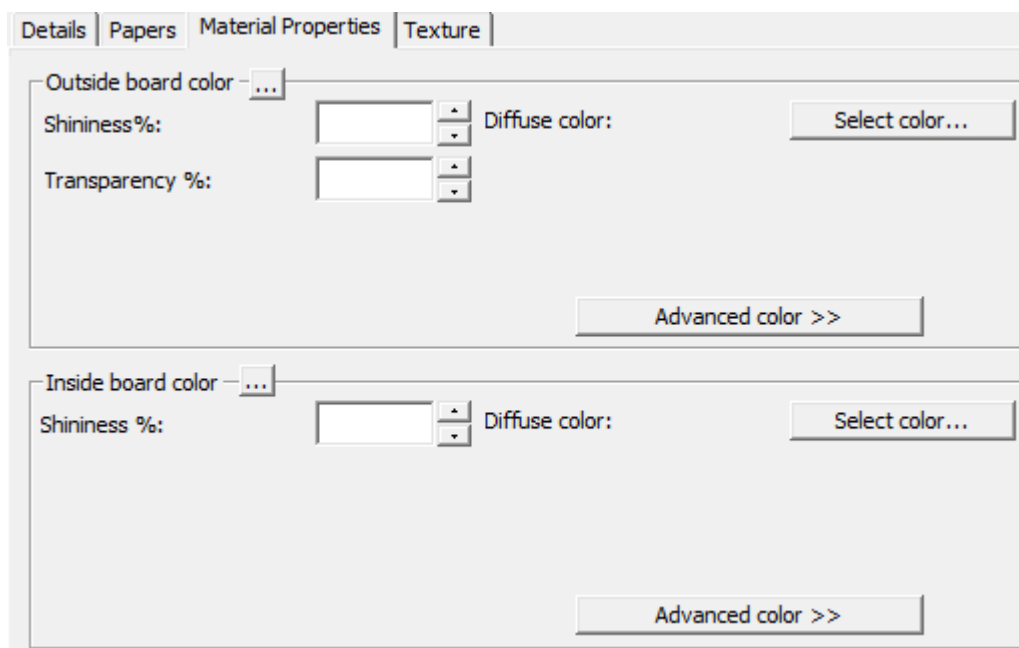 Details Papers Material Properties Texture
Outside board color ...
Shininess%: Diffuse color: Select color...
Transparency %:
Advanced color >>
Inside board color ...
Shininess %: Diffuse color: Select color...
Advanced color >>